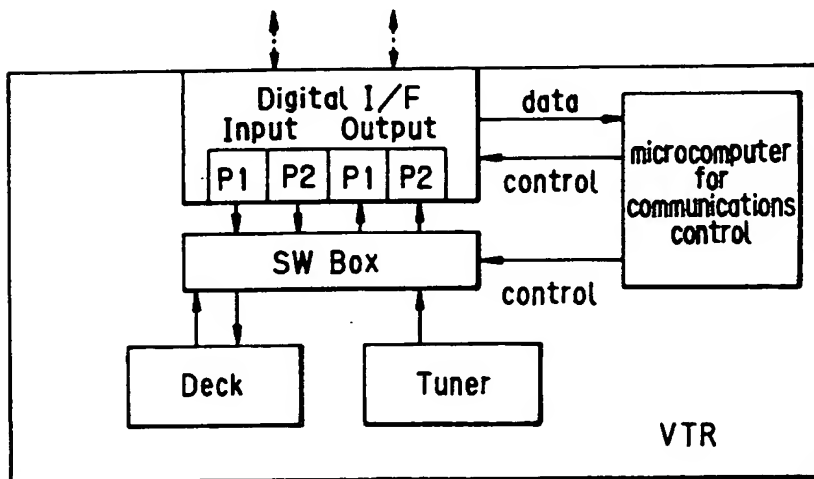 Digital I/F
Input Output
P1 P2 P1 P2
data
control
microcomputer
for
communications
control
SW Box
control
Deck
Tuner
VTR